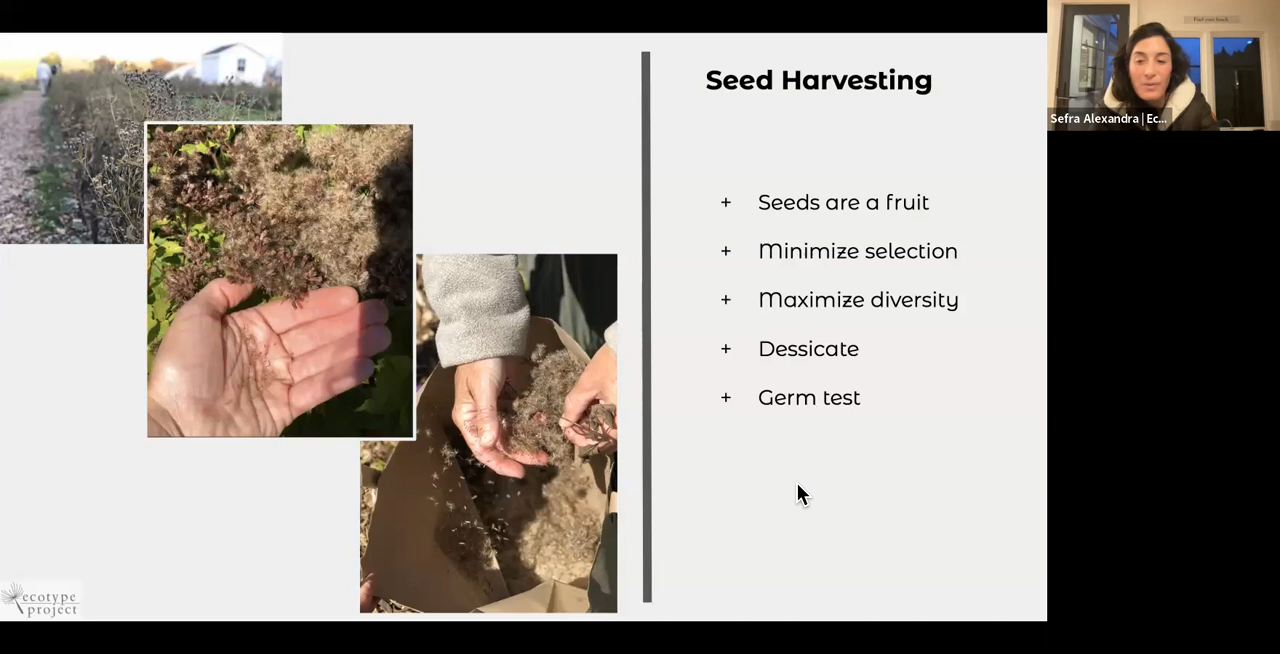 Seed Harvesting
+ Seeds are a fruit
+ Minimize selection
+ Maximize diversity
+ Dessicate
+ Germ test
ecotype
project
Find your beach
Sefra Alexandra | Ec...